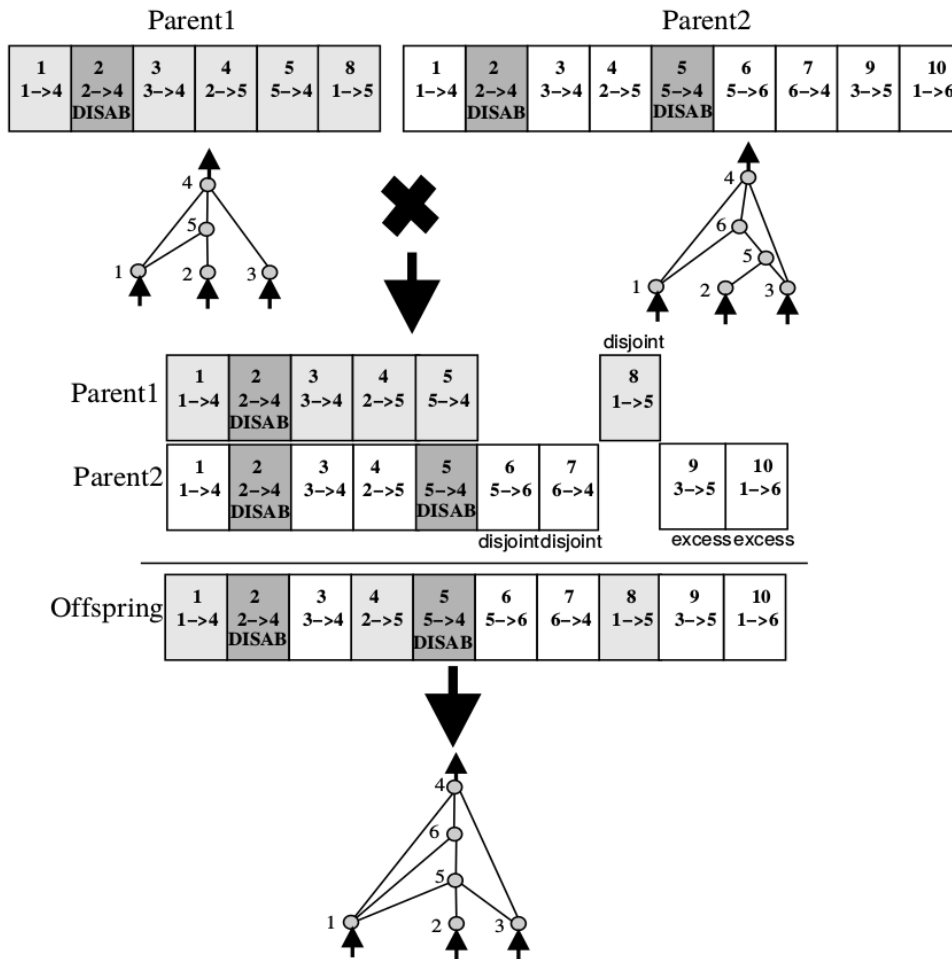 Parent1 Parent2
1 2 3 4 5 8 1 2 3 4 5 6 7 9 10
1->4 2->4 3->4 2->5 5->4 1->5 1->4 2->4 3->4 2->5 5->4 5->6 6->4 3->5 1->6
DISAB DISAB DISAB
4 4
5 6
5
1 2 3 1 2 3
disjoint
Parent1 1 2 3 4 5 8
1->4 2->4 3->4 2->5 5->4 1->5
DISAB
Parent2 1 2 3 4 5 6 7 9 10
1->4 2->4 3->4 2->5 5->4 5->6 6->4 3->5 1->6
DISAB DISAB
disjoint disjoint excess excess
Offspring 1 2 3 4 5 6 7 8 9 10
1->4 2->4 3->4 2->5 5->4 5->6 6->4 1->5 3->5 1->6
DISAB DISAB
4
6
5
1 2 3